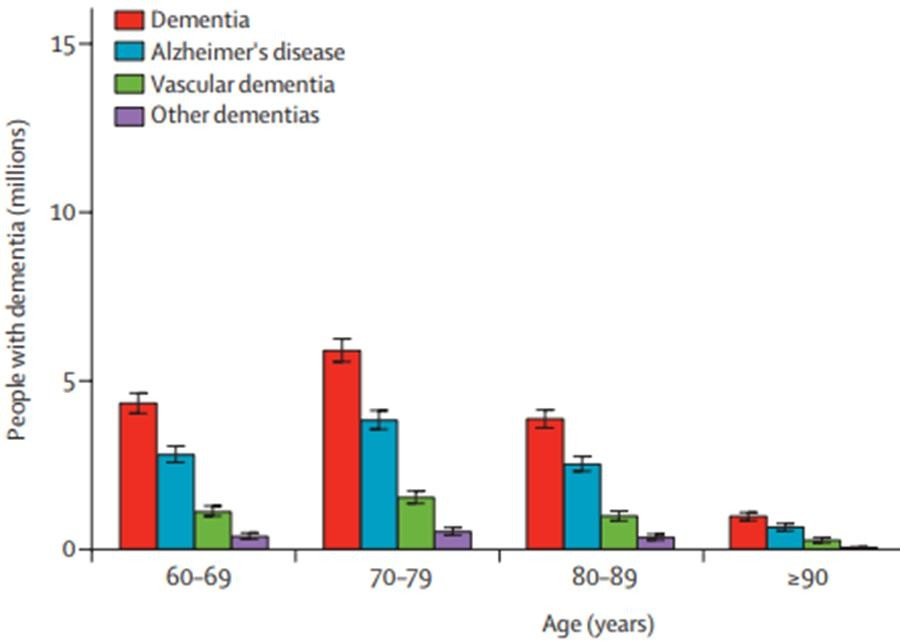 Dementia
Alzheimer's disease
Vascular dementia
Other dementias
People with dementia (millions)
15
10
5
0
60–69
70–79
80–89
≥90
Age (years)